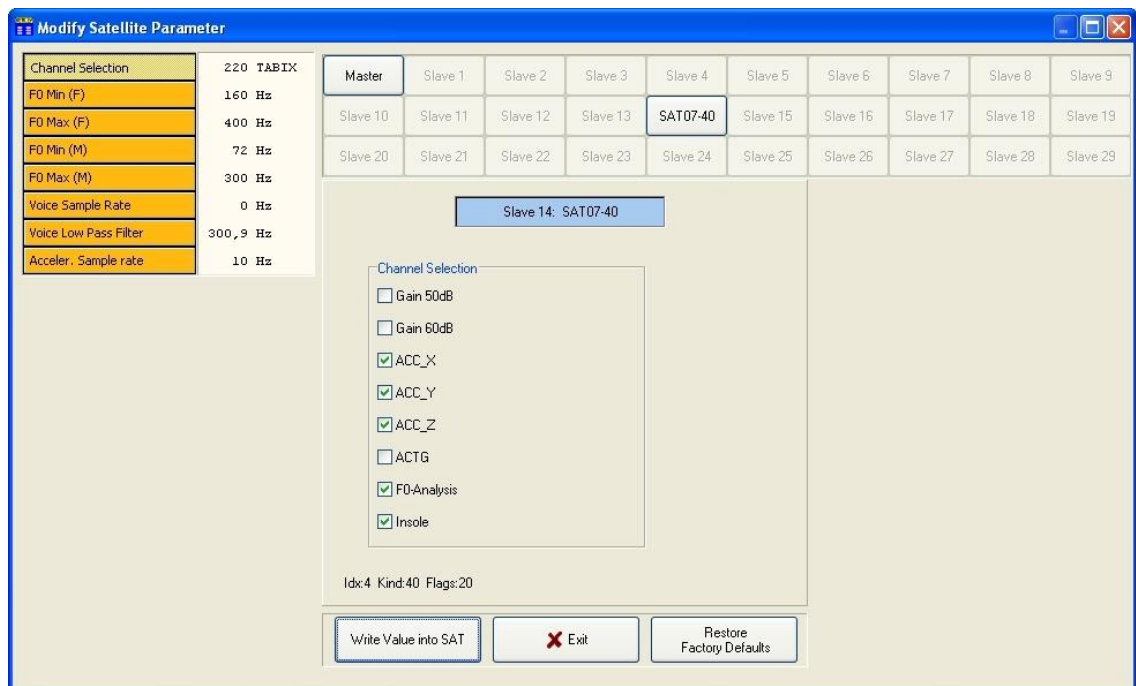 Modify Satellite Parameter
Channel Selection 220 TABIX
F0 Min (F) 160 Hz
F0 Max (F) 400 Hz
F0 Min (M) 72 Hz
F0 Max (M) 300 Hz
Voice Sample Rate 0 Hz
Voice Low Pass Filter 300,9 Hz
Acceler. Sample rate 10 Hz
Master Slave 1 Slave 2 Slave 3 Slave 4 Slave 5 Slave 6 Slave 7 Slave 8 Slave 9
Slave 10 Slave 11 Slave 12 Slave 13 SAT07-40 Slave 15 Slave 16 Slave 17 Slave 18 Slave 19
Slave 20 Slave 21 Slave 22 Slave 23 Slave 24 Slave 25 Slave 26 Slave 27 Slave 28 Slave 29
Slave 14: SAT07-40
Channel Selection
Gain 50dB
Gain 60dB
ACC_X
ACC_Y
ACC_Z
ACTG
F0-Analysis
Insole
Idx:4 Kind:40 Flags:20
Write Value into SAT
Exit
Restore
Factory Defaults